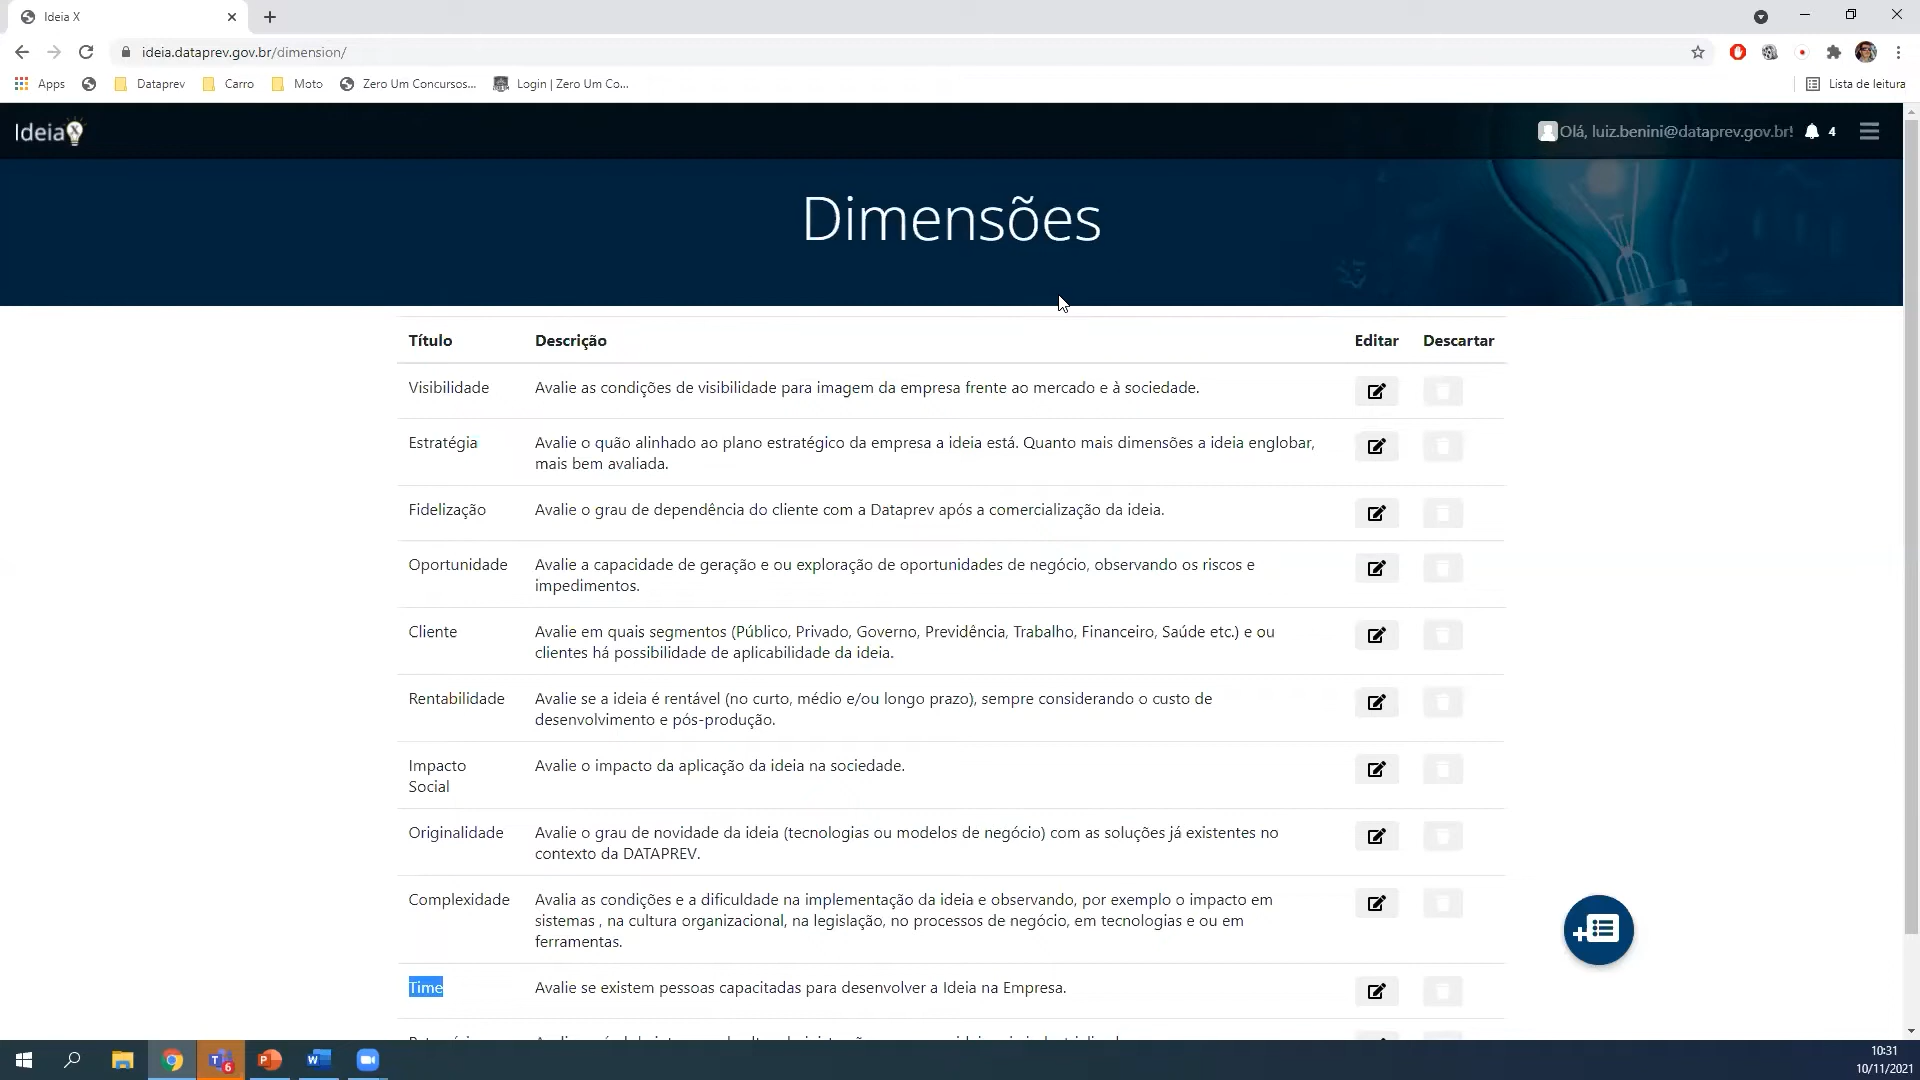 Ideia X
ideia.dataprev.gov.br/dimension/
Apps
Dataprev
Carro
Moto
Zero Um Concursos...
Login | Zero Um Co...
Lista de leitura
Ideia
Olá, luiz.benini@dataprev.gov.br!
4
Dimensões
Título Descrição Editar Descartar
Visibilidade Avalie as condições de visibilidade para imagem da empresa frente ao mercado e à sociedade.
Estratégia Avalie o quão alinhado ao plano estratégico da empresa a ideia está. Quanto mais dimensões a ideia englobar,
mais bem avaliada.
Fidelização Avalie o grau de dependência do cliente com a Dataprev após a comercialização da ideia.
Oportunidade Avalie a capacidade de geração e ou exploração de oportunidades de negócio, observando os riscos e
impedimentos.
Cliente Avalie em quais segmentos (Público, Privado, Governo, Previdência, Trabalho, Financeiro, Saúde etc.) e ou
clientes há possibilidade de aplicabilidade da ideia.
Rentabilidade Avalie se a ideia é rentável (no curto, médio e/ou longo prazo), sempre considerando o custo de
desenvolvimento e pós-produção.
Impacto Avalie o impacto da aplicação da ideia na sociedade.
Social
Originalidade Avalie o grau de novidade da ideia (tecnologias ou modelos de negócio) com as soluções já existentes no
contexto da DATAPREV.
Complexidade Avalia as condições e a dificuldade na implementação da ideia e observando, por exemplo o impacto em
sistemas , na cultura organizacional, na legislação, no processos de negócio, em tecnologias e ou em
ferramentas.
Time Avalie se existem pessoas capacitadas para desenvolver a Ideia na Empresa.
10:31
10/11/2021